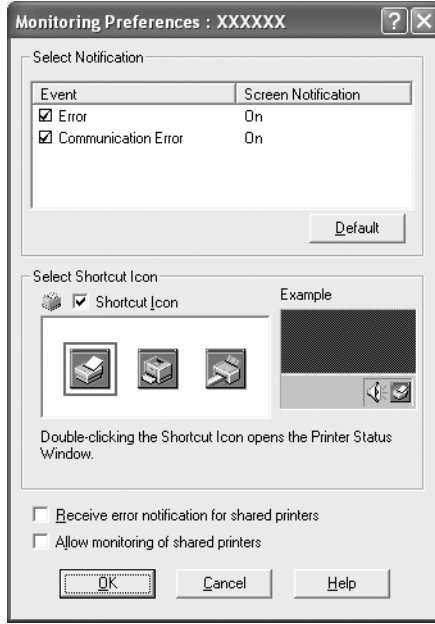 Monitoring Preferences : XXXXXX
Select Notification
Event Screen Notification
Error On
Communication Error On
Default
Select Shortcut Icon
Shortcut Icon
Example
Double-clicking the Shortcut Icon opens the Printer Status
Window.
Receive error notification for shared printers
Allow monitoring of shared printers
OK Cancel Help